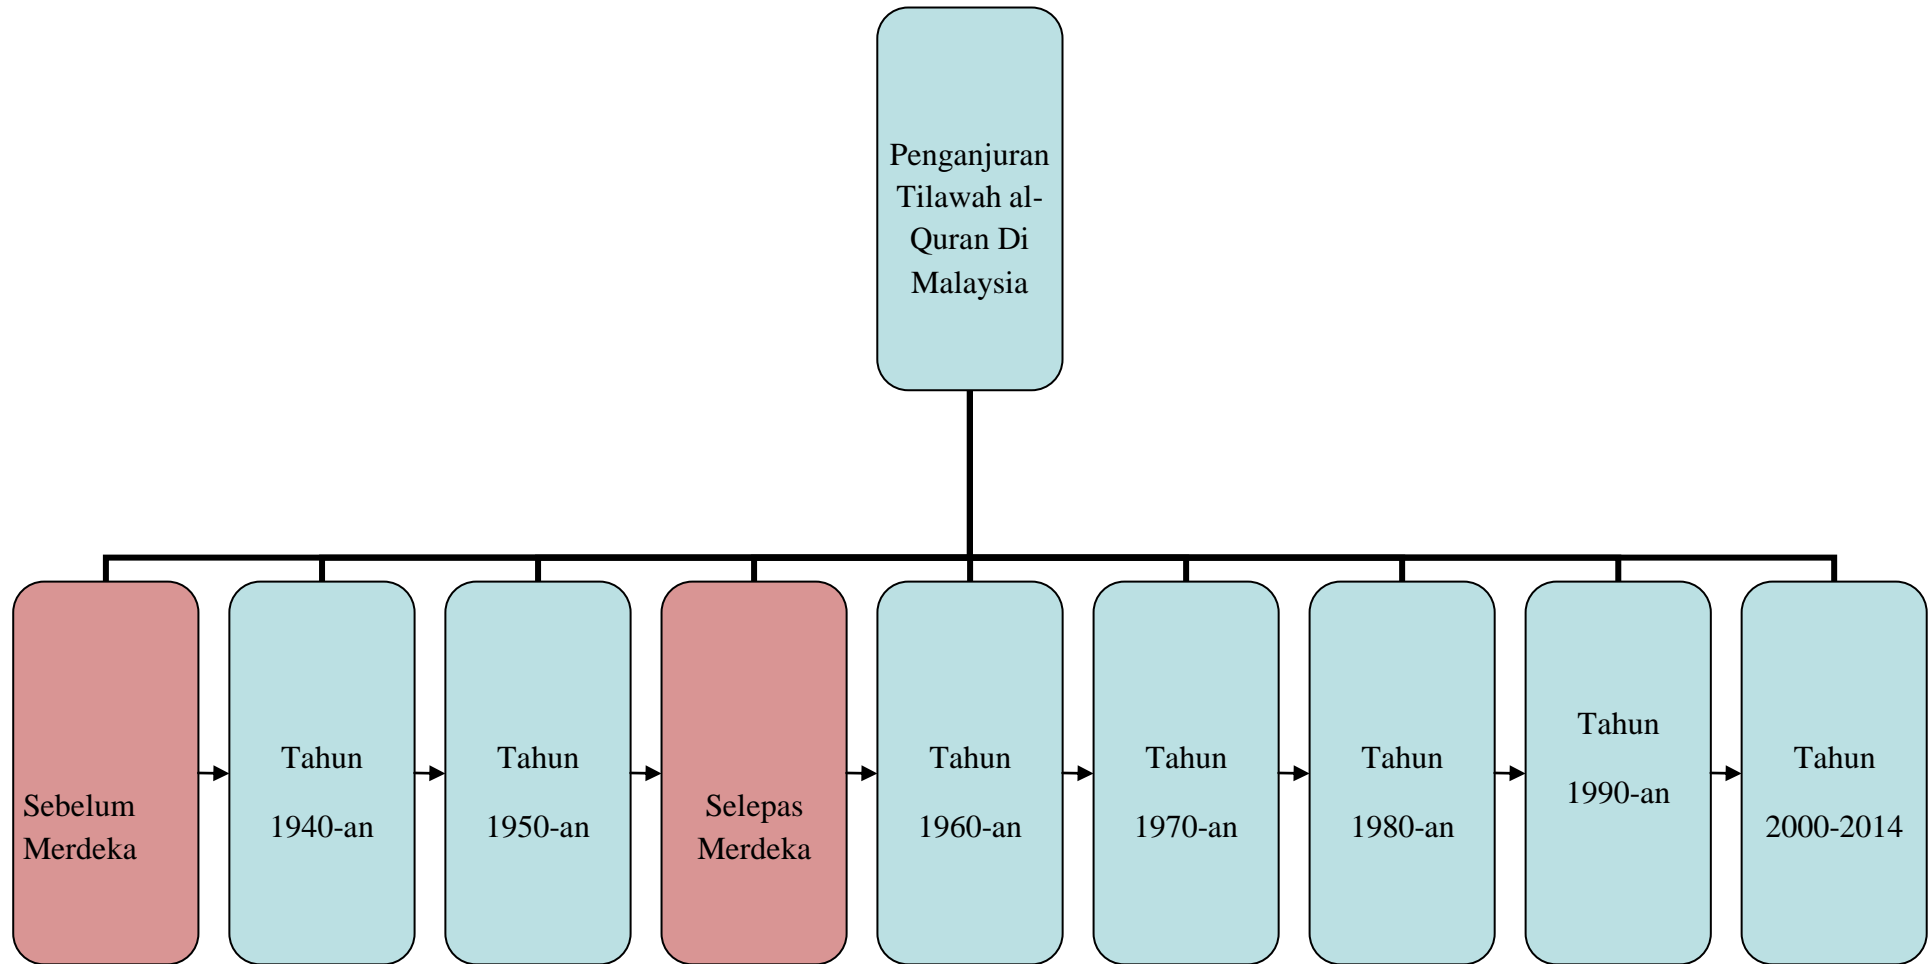 Penganjuran
Tilawah al-
Quran Di
Malaysia
Sebelum
Merdeka
Tahun
1940-an
Tahun
1950-an
Selepas
Merdeka
Tahun
1960-an
Tahun
1970-an
Tahun
1980-an
Tahun
1990-an
Tahun
2000-2014